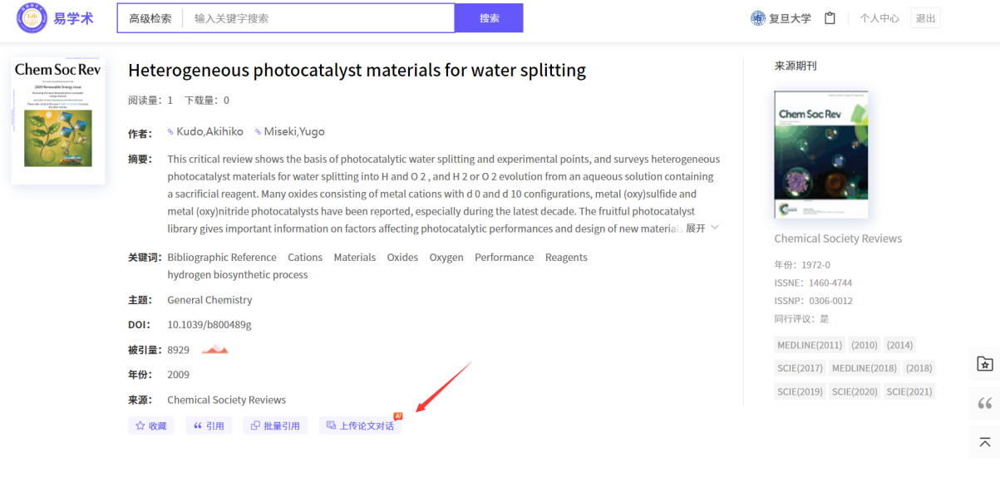 易学术
高级检索 输入关键字搜索 搜索
复旦大学 个人中心 退出
Chem Soc Rev
2009 Renewable Energy issue
Heterogeneous photocatalyst materials for water splitting
阅读量：1 下载量：0
作者： Kudo,Akihiko Miseki,Yugo
摘要： This critical review shows the basis of photocatalytic water splitting and experimental points, and surveys heterogeneous
photocatalyst materials for water splitting into H and O 2 , and H 2 or O 2 evolution from an aqueous solution containing
a sacrificial reagent. Many oxides consisting of metal cations with d 0 and d 10 configurations, metal (oxy)sulfide and
metal (oxy)nitride photocatalysts have been reported, especially during the latest decade. The fruitful photocatalyst
library gives important information on factors affecting photocatalytic performances and design of new materials 展开
关键词： Bibliographic Reference Cations Materials Oxides Oxygen Performance Reagents
hydrogen biosynthetic process
主题： General Chemistry
DOI： 10.1039/b800489g
被引量： 8929
年份： 2009
来源： Chemical Society Reviews
收藏 引用 批量引用 上传论文对话 AI
来源期刊
Chem Soc Rev
Chemical Society Reviews
年份：1972-0
ISSNE：1460-4744
ISSNP：0306-0012
同行评议：是
MEDLINE(2011) (2010) (2014)
SCIE(2017) MEDLINE(2018) (2018)
SCIE(2019) SCIE(2020) SCIE(2021)